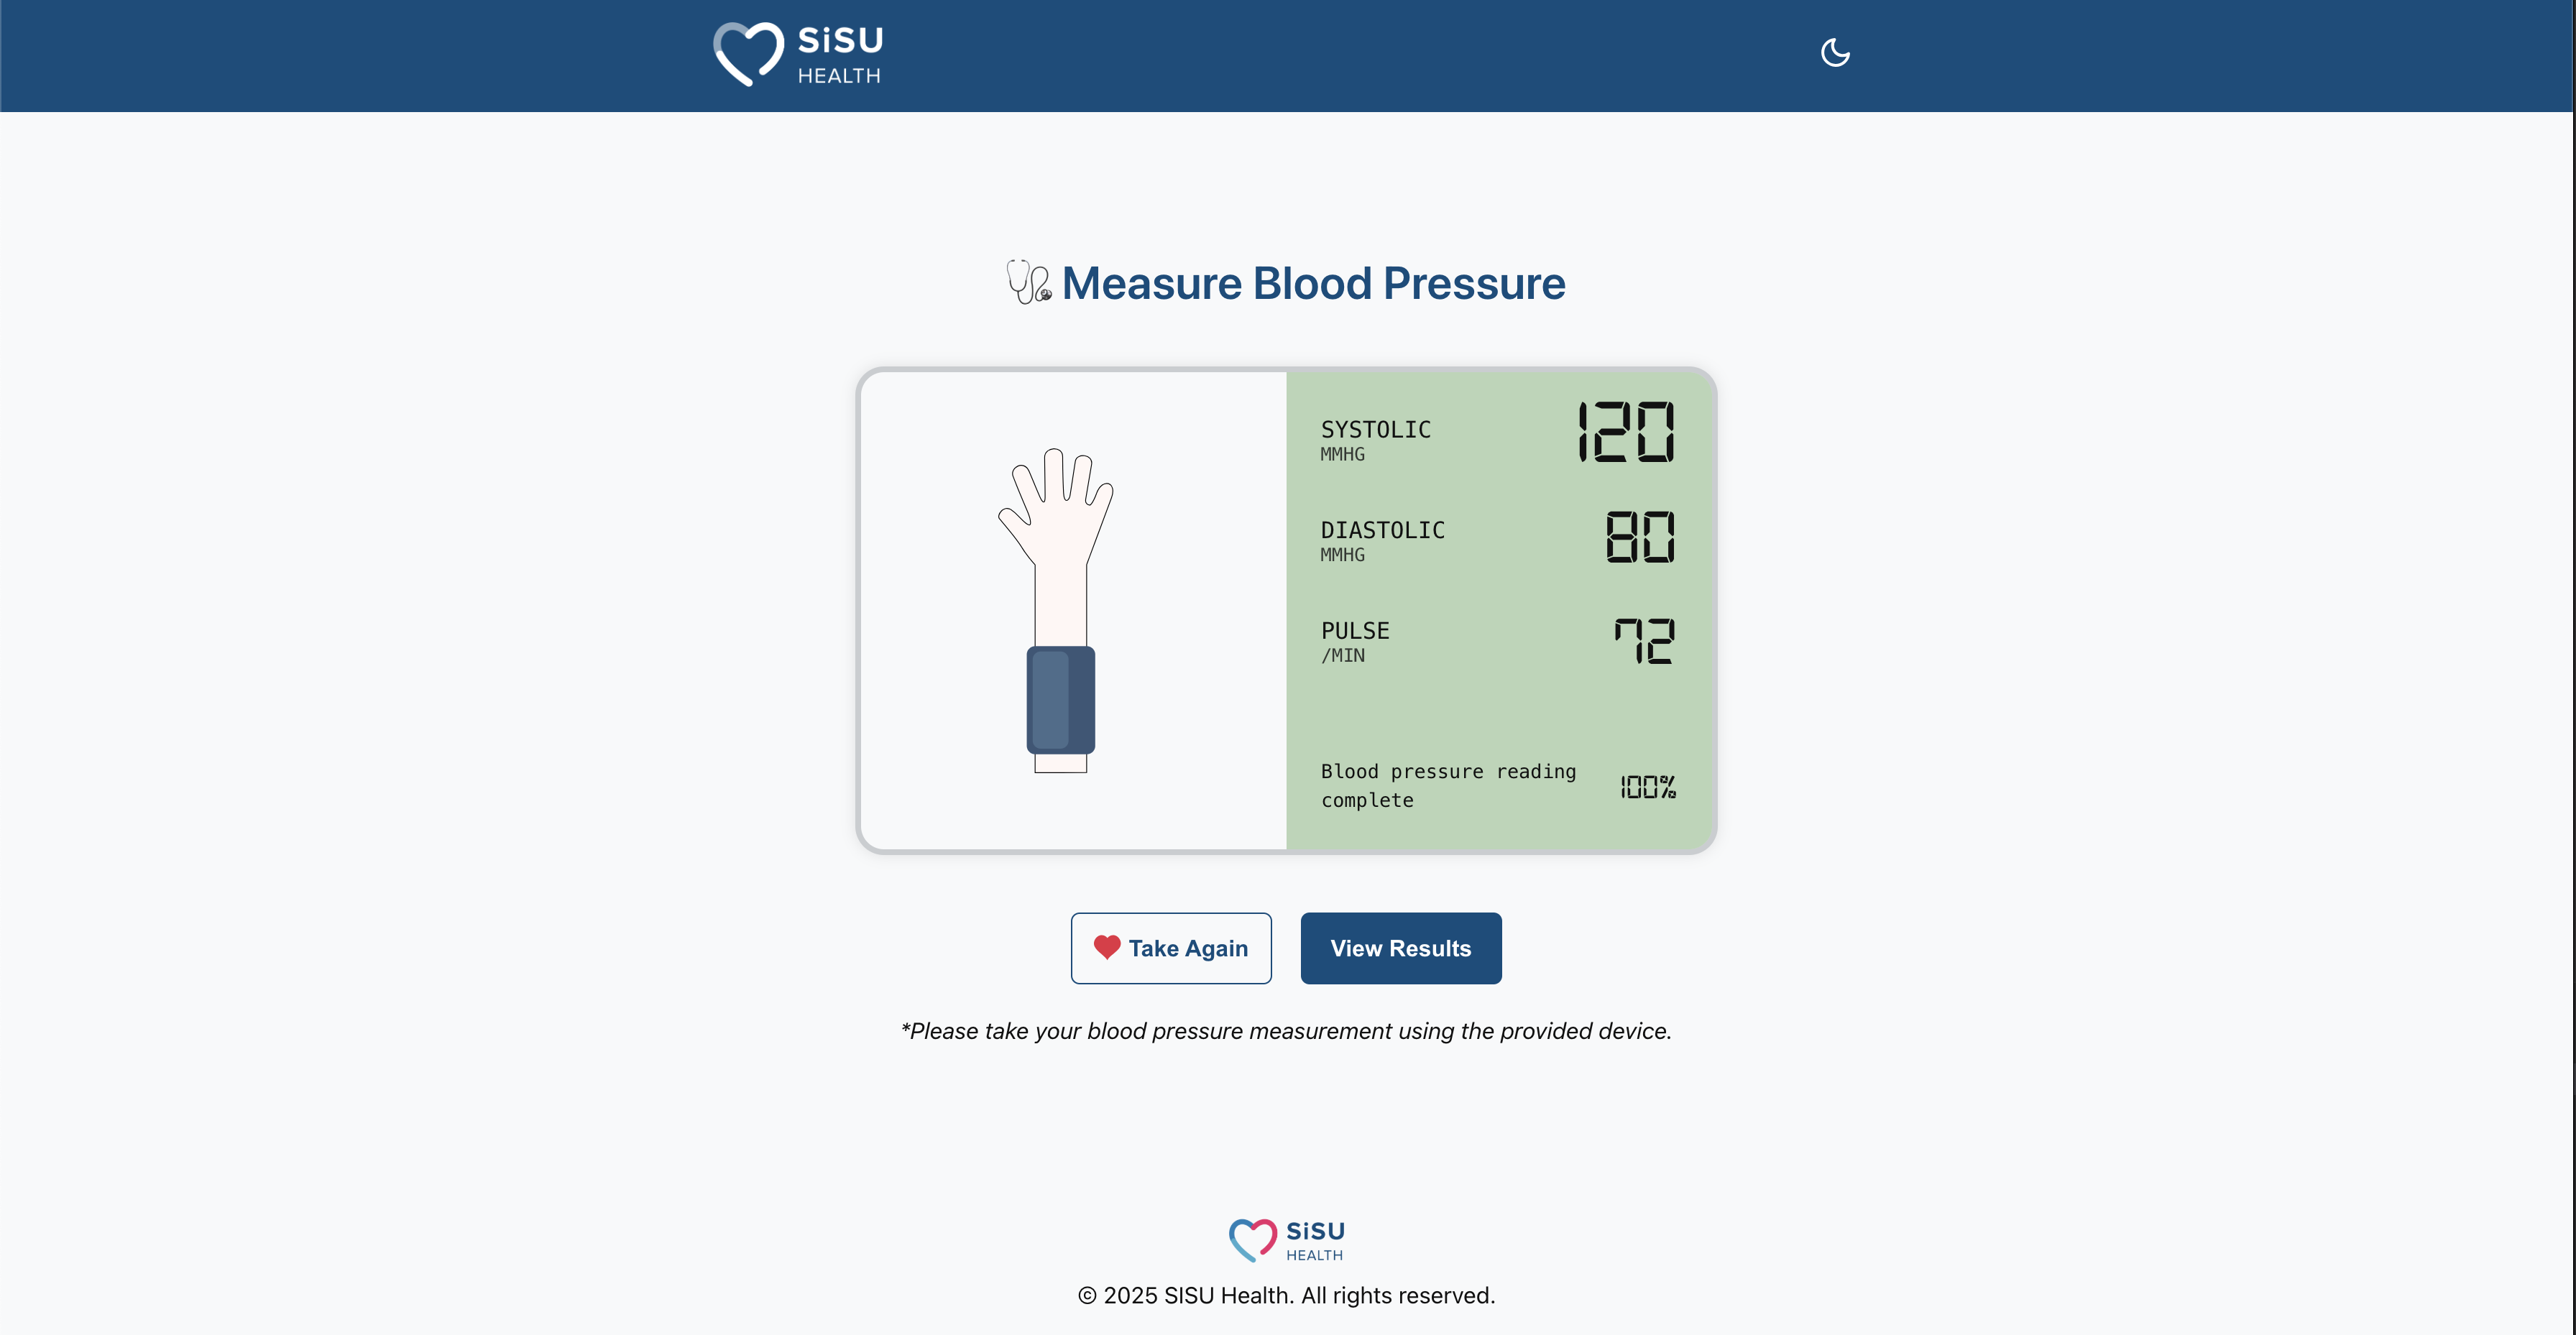 SiSU
HEALTH
Measure Blood Pressure
SYSTOLIC
MMHG
120
DIASTOLIC
MMHG
80
PULSE
/MIN
72
Blood pressure reading
complete
100%
Take Again
View Results
*Please take your blood pressure measurement using the provided device.
SiSU
HEALTH
© 2025 SISU Health. All rights reserved.